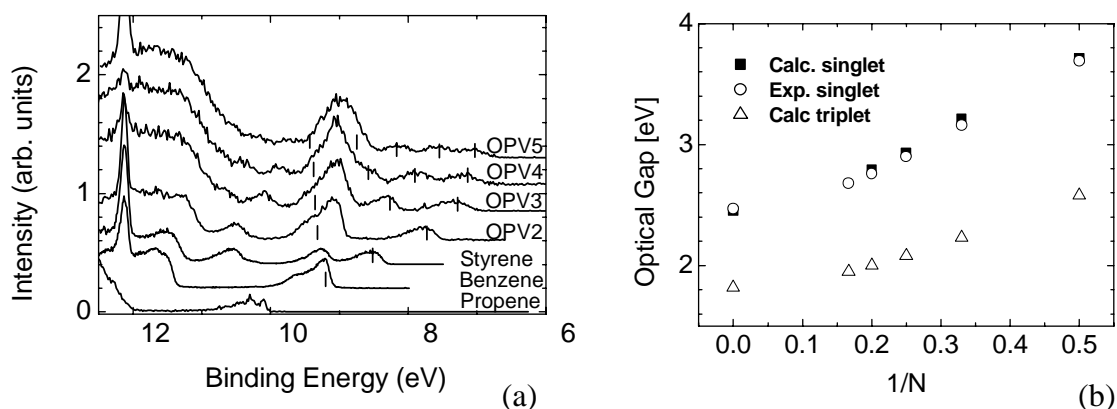 Intensity (arb. units)
2
1
0
OPV5
OPV4
OPV3
OPV2
Styrene
Benzene
Propene
12
10
8
6
Binding Energy (eV)
(a)
Optical Gap [eV]
4
3
2
Calc. singlet
Exp. singlet
Calc triplet
0.0
0.1
0.2
0.3
0.4
0.5
1/N
(b)